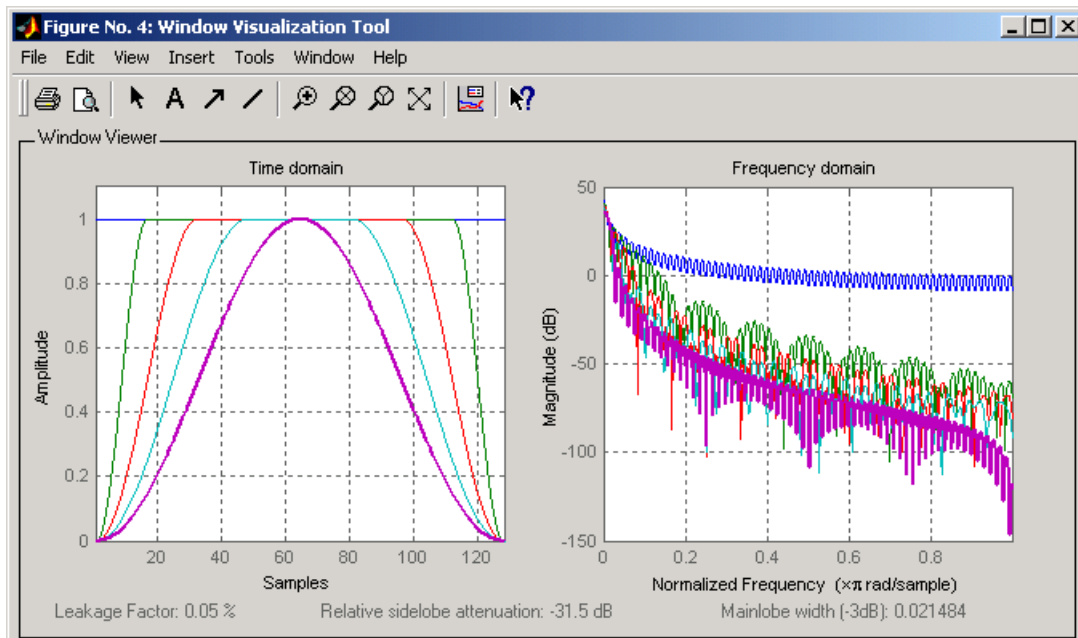 Figure No. 4: Window Visualization Tool
File Edit View Insert Tools Window Help
A
?
Window Viewer
Time domain
Amplitude
1
0.8
0.6
0.4
0.2
0
20 40 60 80 100 120
Samples
Frequency domain
Magnitude (dB)
50
0
-50
-100
-150
0 0.2 0.4 0.6 0.8
Normalized Frequency (×π rad/sample)
Leakage Factor: 0.05 % Relative sidelobe attenuation: -31.5 dB Mainlobe width (-3dB): 0.021484